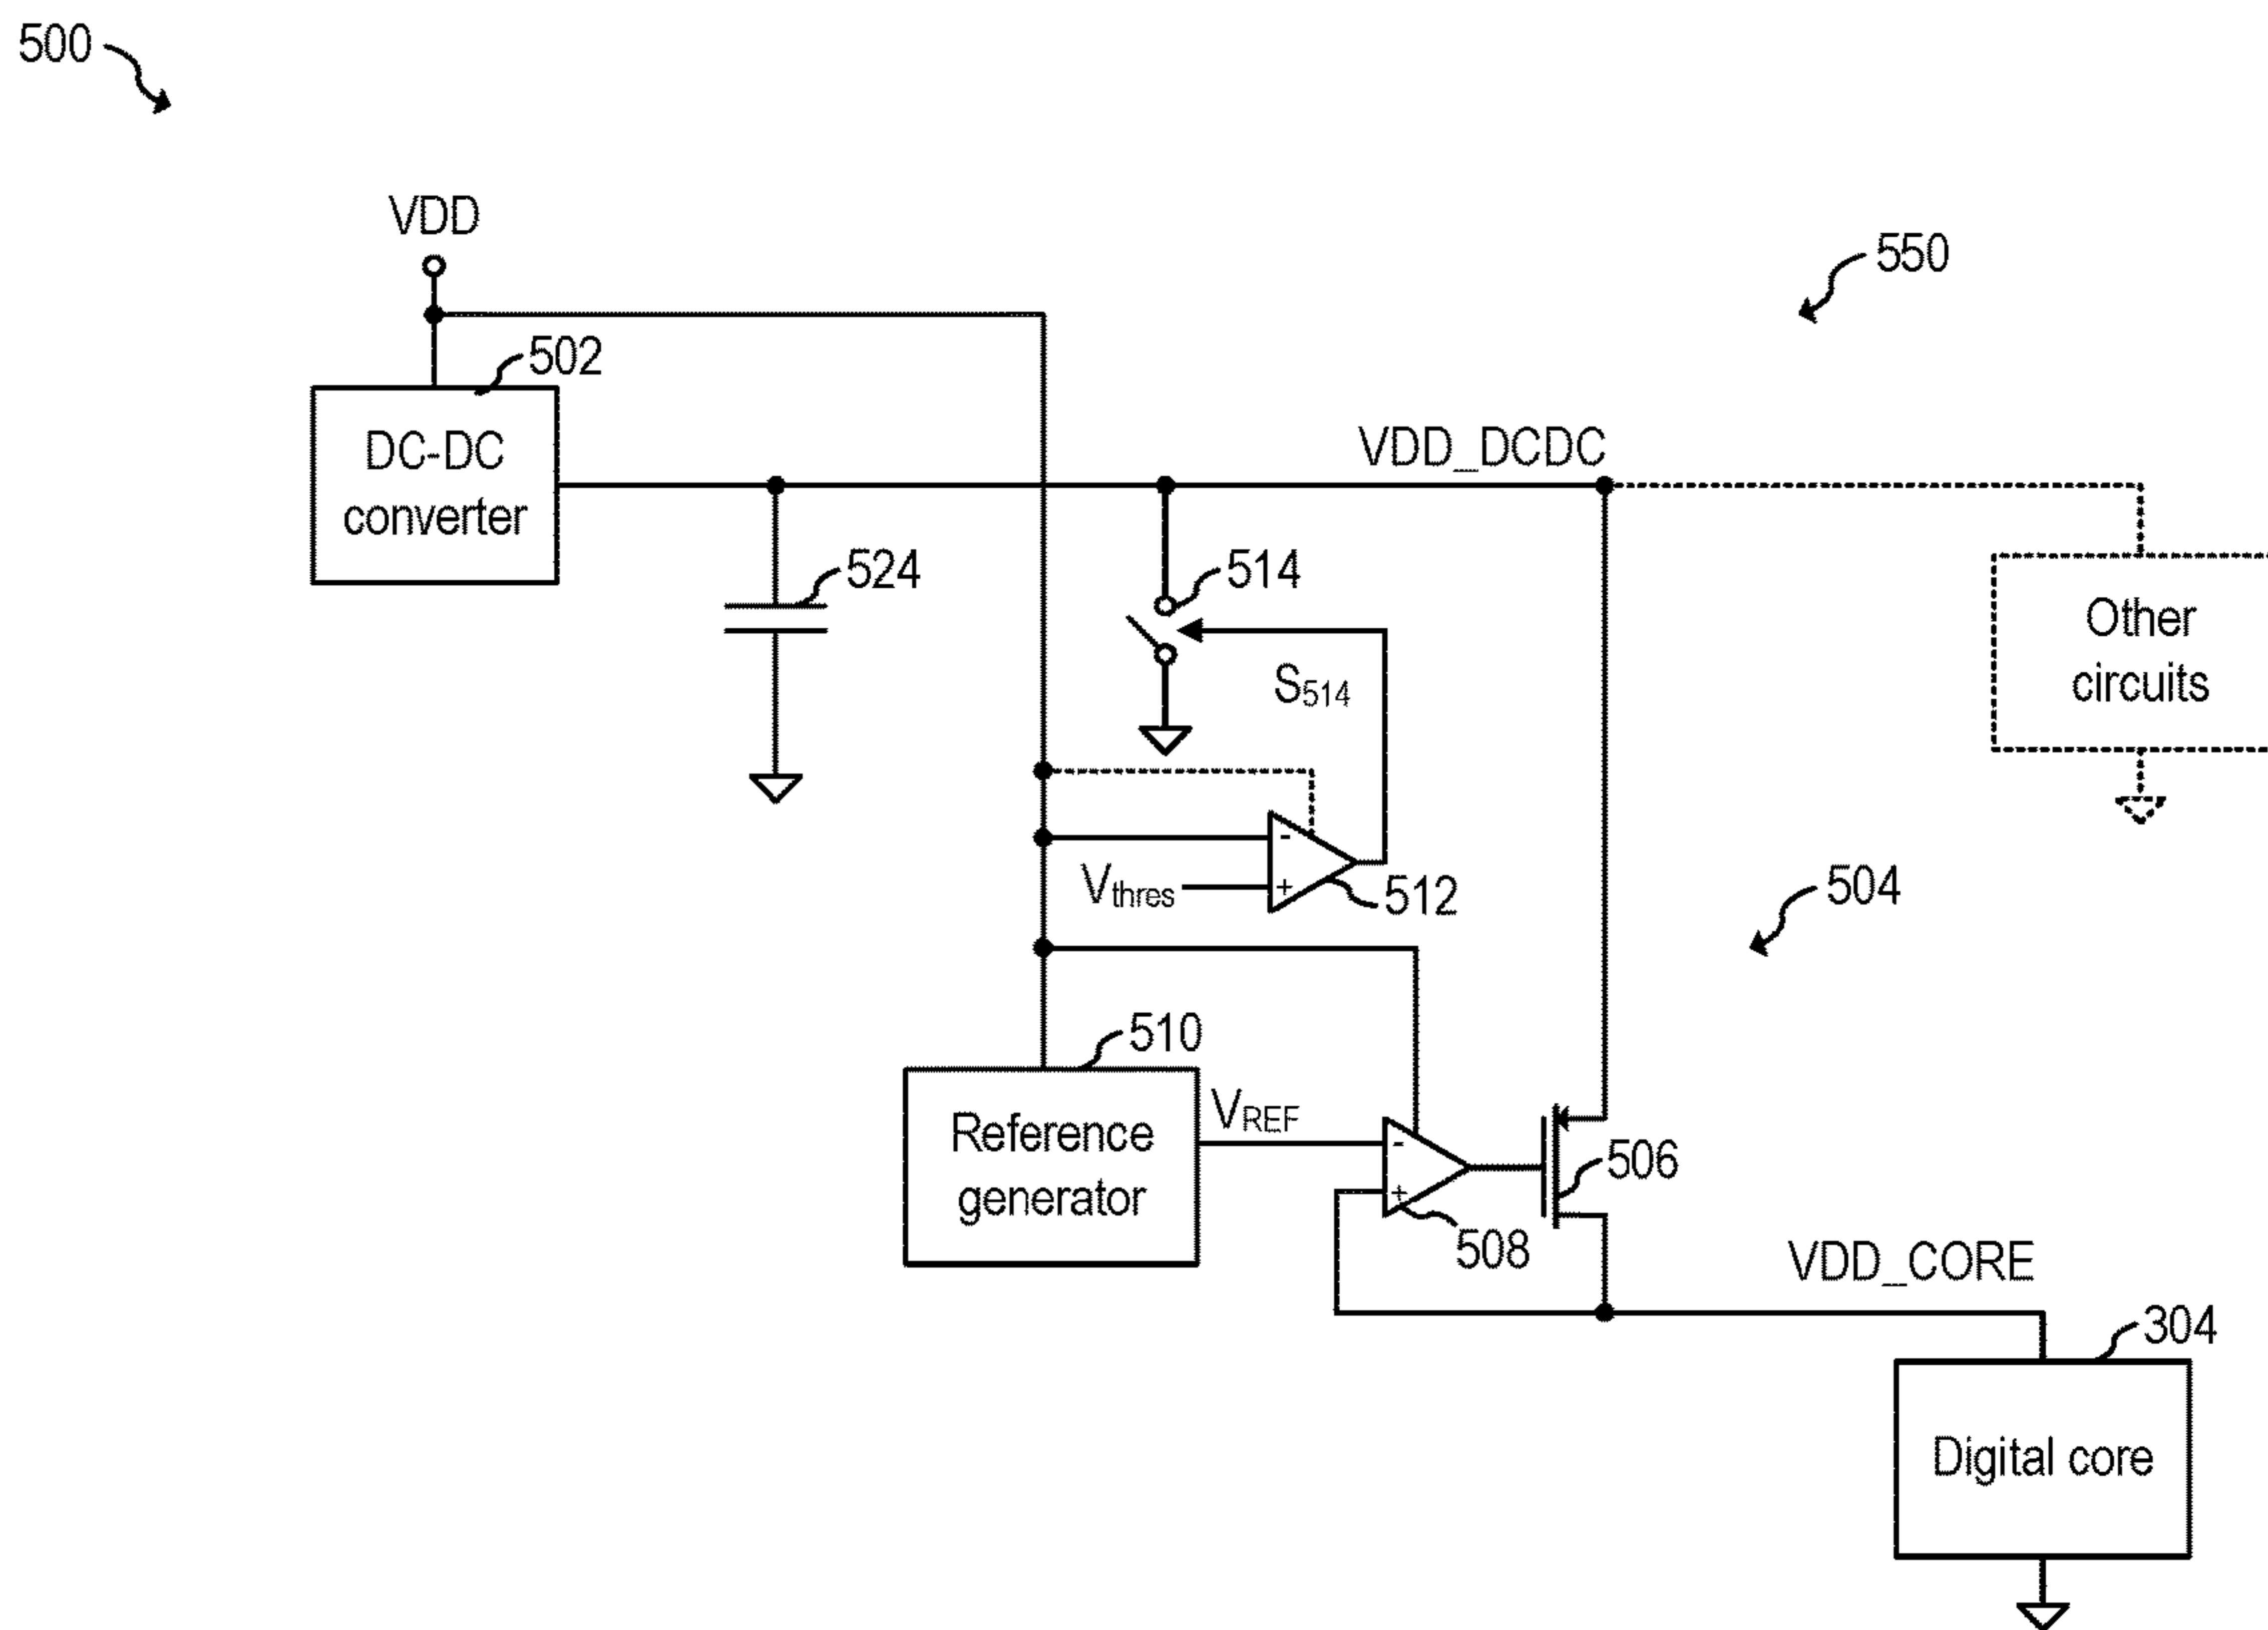 500
VDD
550
502
DC-DC
converter
VDD_DCDC
524
514
S514
Other
circuits
-
+
Vthres
512
504
510
Reference
generator
VREF
-
+
508
506
VDD_CORE
304
Digital core